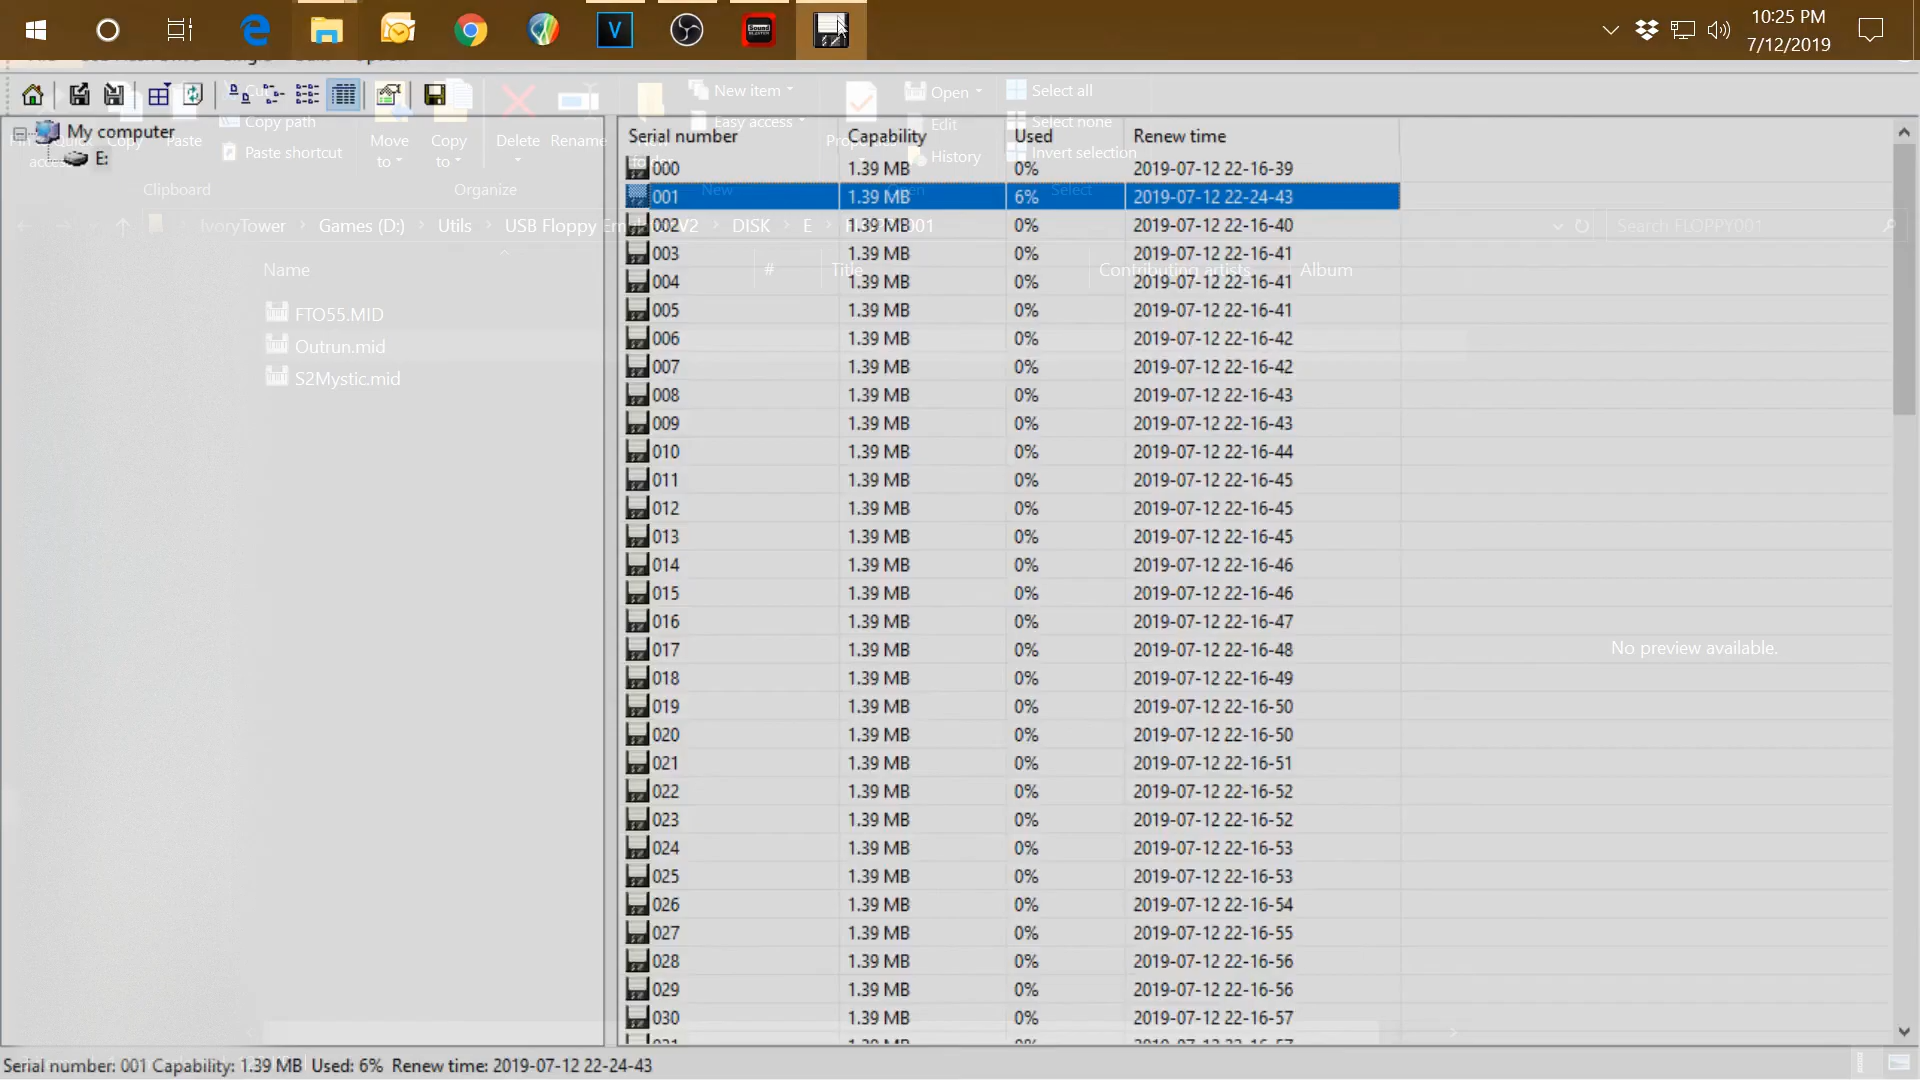 10:25 PM
7/12/2019
New item
Open
Select all
Copy path
Easy access
Edit
Select none
Copy
Paste
Paste shortcut
Move to
Copy to
Delete
Rename
History
Invert selection
Clipboard
Organize
New
Open
Select
My computer
E:
IvoryTower
Games (D:)
Utils
USB Floppy
DISK
E
Search FLOPPY001
Name
#
Title
Contributing artists
Album
FTO55.MID
Outrun.mid
S2Mystic.mid
No preview available.
Serial number Capability Used Renew time
000 1.39 MB 0% 2019-07-12 22-16-39
001 1.39 MB 6% 2019-07-12 22-24-43
002 1.39 MB 0% 2019-07-12 22-16-40
003 1.39 MB 0% 2019-07-12 22-16-41
004 1.39 MB 0% 2019-07-12 22-16-41
005 1.39 MB 0% 2019-07-12 22-16-41
006 1.39 MB 0% 2019-07-12 22-16-42
007 1.39 MB 0% 2019-07-12 22-16-42
008 1.39 MB 0% 2019-07-12 22-16-43
009 1.39 MB 0% 2019-07-12 22-16-43
010 1.39 MB 0% 2019-07-12 22-16-44
011 1.39 MB 0% 2019-07-12 22-16-45
012 1.39 MB 0% 2019-07-12 22-16-45
013 1.39 MB 0% 2019-07-12 22-16-45
014 1.39 MB 0% 2019-07-12 22-16-46
015 1.39 MB 0% 2019-07-12 22-16-46
016 1.39 MB 0% 2019-07-12 22-16-47
017 1.39 MB 0% 2019-07-12 22-16-48
018 1.39 MB 0% 2019-07-12 22-16-49
019 1.39 MB 0% 2019-07-12 22-16-50
020 1.39 MB 0% 2019-07-12 22-16-50
021 1.39 MB 0% 2019-07-12 22-16-51
022 1.39 MB 0% 2019-07-12 22-16-52
023 1.39 MB 0% 2019-07-12 22-16-52
024 1.39 MB 0% 2019-07-12 22-16-53
025 1.39 MB 0% 2019-07-12 22-16-53
026 1.39 MB 0% 2019-07-12 22-16-54
027 1.39 MB 0% 2019-07-12 22-16-55
028 1.39 MB 0% 2019-07-12 22-16-56
029 1.39 MB 0% 2019-07-12 22-16-56
030 1.39 MB 0% 2019-07-12 22-16-57
Serial number: 001 Capability: 1.39 MB Used: 6% Renew time: 2019-07-12 22-24-43